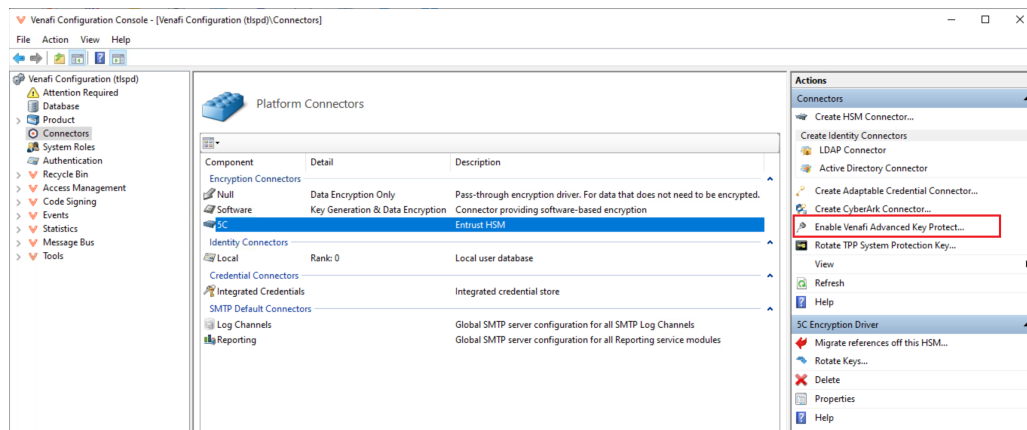 Venafi Configuration Console - [Venafi Configuration (tlspd)\Connectors]
File Action View Help
Venafi Configuration (tlspd)
Attention Required
Database
Product
Connectors
System Roles
Authentication
Recycle Bin
Access Management
Code Signing
Events
Statistics
Message Bus
Tools
Platform Connectors
Component Detail Description
Encryption Connectors
Null Data Encryption Only Pass-through encryption driver. For data that does not need to be encrypted.
Software Key Generation & Data Encryption Connector providing software-based encryption
5C Entrust HSM
Identity Connectors
Local Rank: 0 Local user database
Credential Connectors
Integrated Credentials Integrated credential store
SMTP Default Connectors
Log Channels Global SMTP server configuration for all SMTP Log Channels
Reporting Global SMTP server configuration for all Reporting service modules
Actions
Connectors
Create HSM Connector...
Create Identity Connectors
LDAP Connector
Active Directory Connector
Create Adaptable Credential Connector...
Create CyberArk Connector...
Enable Venafi Advanced Key Protect...
Rotate TPP System Protection Key...
View
Refresh
Help
5C Encryption Driver
Migrate references off this HSM...
Rotate Keys...
Delete
Properties
Help